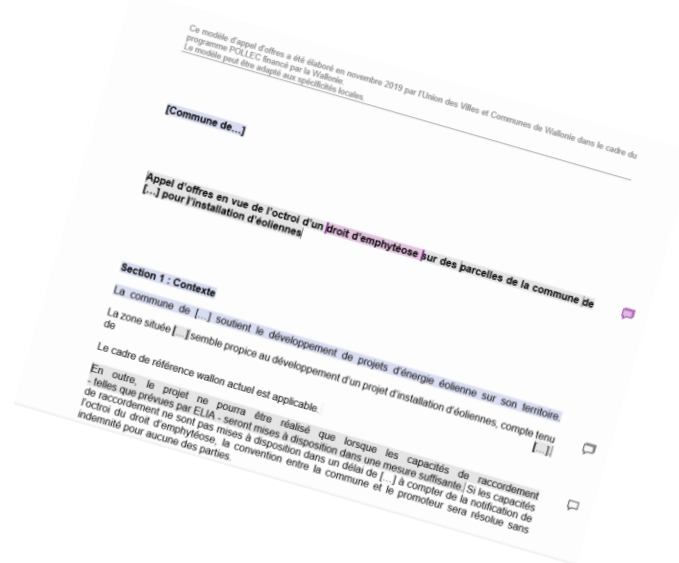 Ce modèle d'appel d'offres a été élaboré en novembre 2019 par l'Union des Villes et Communes de Wallonie dans le cadre du
programme POLLEC financé par la Wallonie.
Le modèle peut être adapté aux spécificités locales.
[Commune de...]
Appel d'offres en vue de l'octroi d'un droit d'emphytéose sur des parcelles de la commune de
[...] pour l'installation d'éoliennes
Section 1 : Contexte
La commune de [...] soutient le développement de projets d'énergie éolienne sur son territoire.
La zone située [...] semble propice au développement d'un projet d'installation d'éoliennes, compte tenu
de [...]
Le cadre de référence wallon actuel est applicable.
En outre, le projet ne pourra être réalisé que lorsque les capacités de raccordement
- telles que prévues par ELIA - seront mises à disposition dans une mesure suffisante. Si les capacités
de raccordement ne sont pas mises à disposition dans un délai de [...] à compter de la notification de
l'octroi du droit d'emphytéose, la convention entre la commune et le promoteur sera résolue sans
indemnité pour aucune des parties.